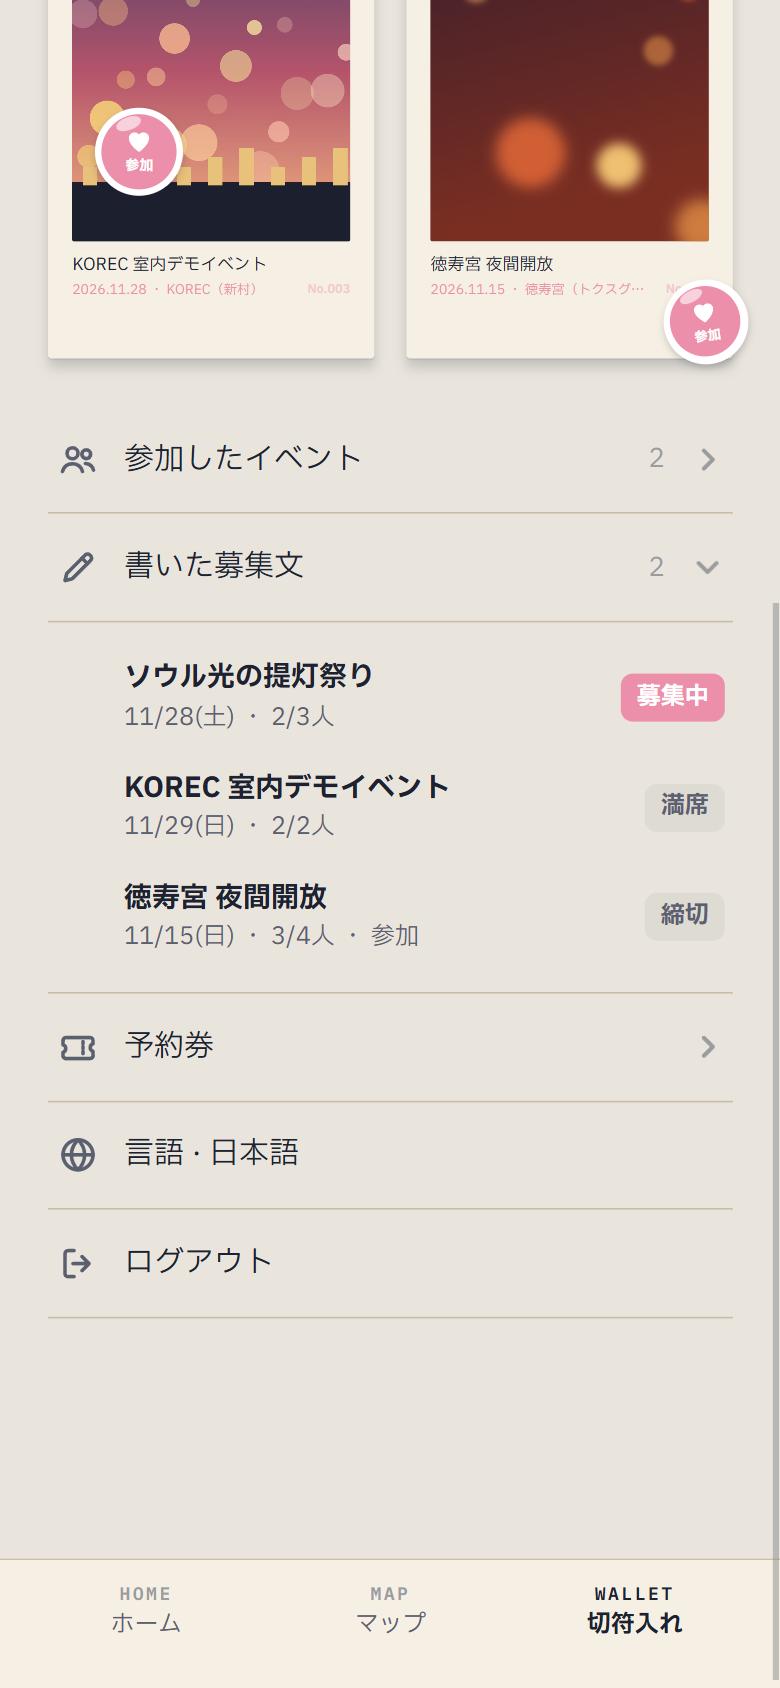 参加
KOREC 室内デモイベント
2026.11.28 ・ KOREC（新村）
No.003
徳寿宮 夜間開放
2026.11.15 ・ 徳寿宮（トクスグ…
参加
参加したイベント 2
書いた募集文 2
ソウル光の提灯祭り
11/28(土) ・ 2/3人
募集中
KOREC 室内デモイベント
11/29(日) ・ 2/2人
満席
徳寿宮 夜間開放
11/15(日) ・ 3/4人 ・ 参加
締切
予約券
言語 · 日本語
ログアウト
HOME
ホーム
MAP
マップ
WALLET
切符入れ